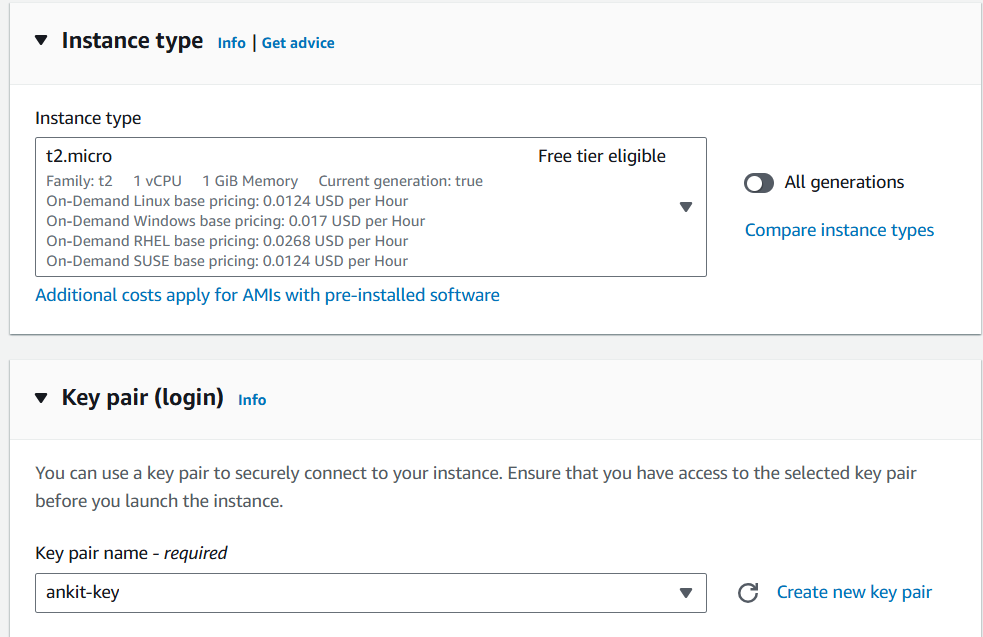 Instance type Info | Get advice
Instance type
t2.micro Free tier eligible
Family: t2 1 vCPU 1 GiB Memory Current generation: true
On-Demand Linux base pricing: 0.0124 USD per Hour
On-Demand Windows base pricing: 0.017 USD per Hour
On-Demand RHEL base pricing: 0.0268 USD per Hour
On-Demand SUSE base pricing: 0.0124 USD per Hour
All generations
Compare instance types
Additional costs apply for AMIs with pre-installed software
Key pair (login) Info
You can use a key pair to securely connect to your instance. Ensure that you have access to the selected key pair
before you launch the instance.
Key pair name - required
ankit-key
Create new key pair